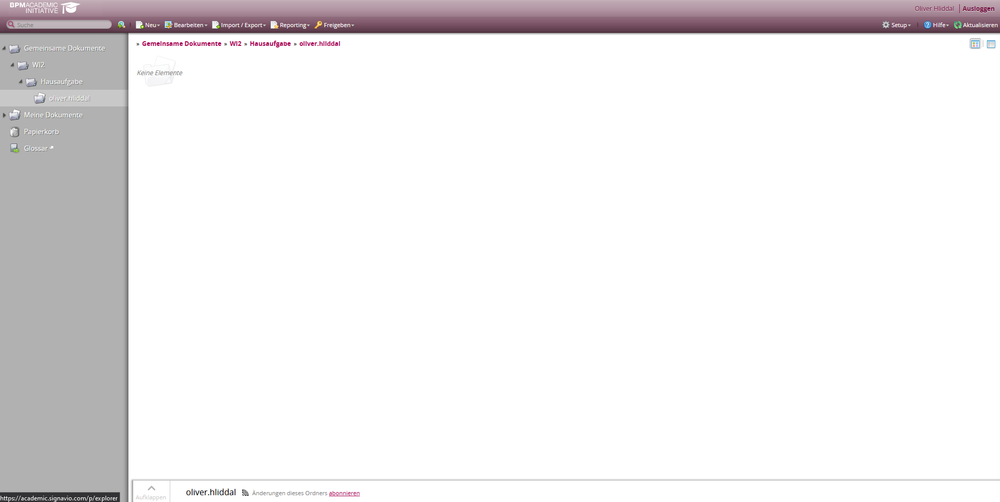 BPMACADEMIC
INITIATIVE
Oliver Hliddal Ausloggen
Suche Neu Bearbeiten Import / Export Reporting Freigeben Setup Hilfe Aktualisieren
» Gemeinsame Dokumente » WI2 » Hausaufgabe » oliver.hliddal
Gemeinsame Dokumente
WI2
Hausaufgabe
oliver.hliddal
Meine Dokumente
Papierkorb
Glossar
Keine Elemente
Aufklappen
oliver.hliddal Änderungen dieses Ordners abonnieren
https://academic.signavio.com/p/explorer